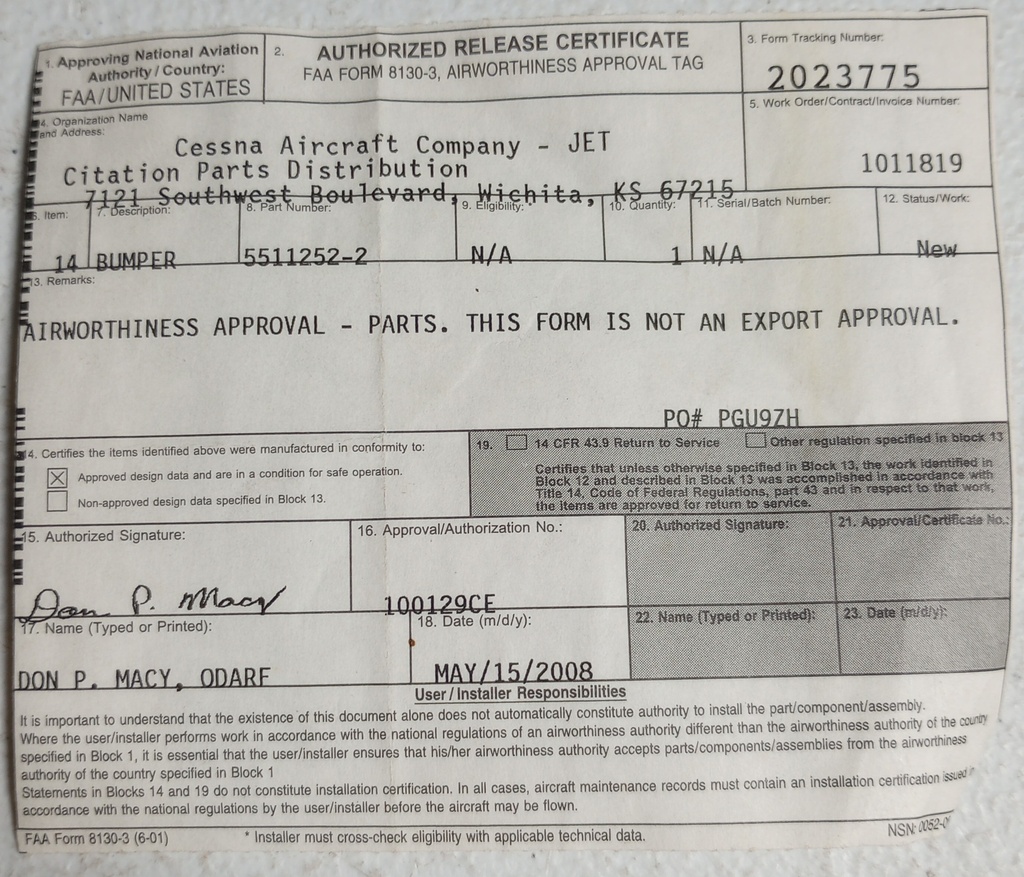 1. Approving National Aviation
Authority / Country:
FAA/UNITED STATES
2.
AUTHORIZED RELEASE CERTIFICATE
FAA FORM 8130-3, AIRWORTHINESS APPROVAL TAG
3. Form Tracking Number:
2023775
4. Organization Name
and Address:
Cessna Aircraft Company - JET
Citation Parts Distribution
7121 Southwest Boulevard, Wichita, KS 67215
5. Work Order/Contract/Invoice Number:
1011819
6. Item:
14
7. Description:
BUMPER
8. Part Number:
5511252-2
9. Eligibility: *
N/A
10. Quantity:
1
11. Serial/Batch Number:
N/A
12. Status/Work:
New
13. Remarks:
AIRWORTHINESS APPROVAL - PARTS. THIS FORM IS NOT AN EXPORT APPROVAL.
PO# PGU9ZH
14. Certifies the items identified above were manufactured in conformity to:
Approved design data and are in a condition for safe operation.
Non-approved design data specified in Block 13.
19. 14 CFR 43.9 Return to Service Other regulation specified in block 13
Certifies that unless otherwise specified in Block 13, the work identified in
Block 12 and described in Block 13 was accomplished in accordance with
Title 14, Code of Federal Regulations, part 43 and in respect to that work,
the items are approved for return to service.
15. Authorized Signature:
Don P. Macy
16. Approval/Authorization No.:
100129CE
20. Authorized Signature:
21. Approval/Certificate No.:
17. Name (Typed or Printed):
DON P. MACY, ODARF
18. Date (m/d/y):
MAY/15/2008
22. Name (Typed or Printed):
23. Date (m/d/y):
User / Installer Responsibilities
It is important to understand that the existence of this document alone does not automatically constitute authority to install the part/component/assembly.
Where the user/installer performs work in accordance with the national regulations of an airworthiness authority different than the airworthiness authority of the country
specified in Block 1, it is essential that the user/installer ensures that his/her airworthiness authority accepts parts/components/assemblies from the airworthiness
authority of the country specified in Block 1
Statements in Blocks 14 and 19 do not constitute installation certification. In all cases, aircraft maintenance records must contain an installation certification issued in
accordance with the national regulations by the user/installer before the aircraft may be flown.
FAA Form 8130-3 (6-01)
* Installer must cross-check eligibility with applicable technical data.
NSN: 0052-0